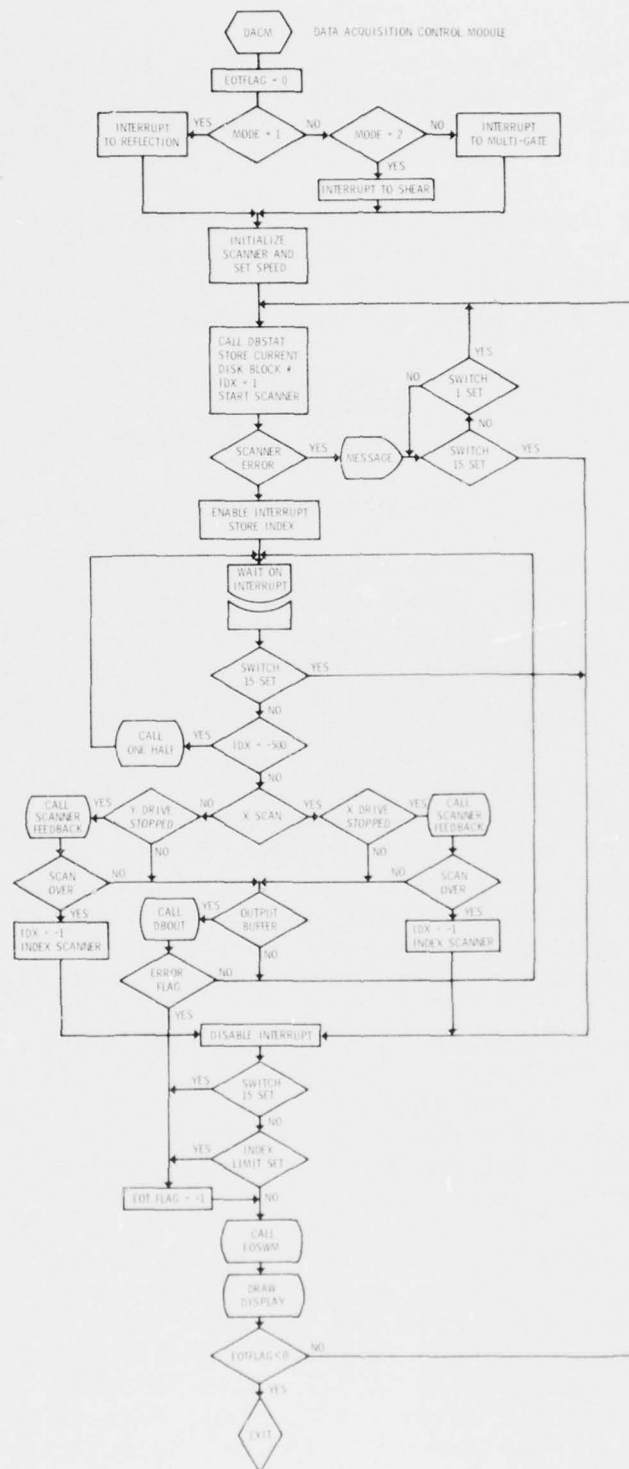 DACM
DATA ACQUISITION CONTROL MODULE
EOTFLAG = 0
INTERRUPT
TO REFLECTION
YES
MODE = 1
NO
MODE = 2
NO
INTERRUPT
TO MULTI-GATE
YES
INTERRUPT TO SHEAR
INITIALIZE
SCANNER AND
SET SPEED
CALL DBSTAT
STORE CURRENT
DISK BLOCK #
IDX = 1
START SCANNER
YES
NO
SWITCH
1 SET
NO
SCANNER
ERROR
YES
MESSAGE
SWITCH
15 SET
YES
ENABLE INTERRUPT
STORE INDEX
WAIT ON
INTERRUPT
SWITCH
15 SET
YES
NO
CALL
ONE HALF
YES
IDX = -500
NO
CALL
SCANNER
FEEDBACK
YES
Y-DRIVE
STOPPED
NO
X SCAN
YES
X-DRIVE
STOPPED
YES
CALL
SCANNER
FEEDBACK
NO
NO
SCAN
OVER
NO
NO
SCAN
OVER
YES
YES
IDX = -1
INDEX SCANNER
CALL
DBOUT
YES
OUTPUT
BUFFER
IDX = -1
INDEX SCANNER
NO
ERROR
FLAG
NO
YES
DISABLE INTERRUPT
YES
SWITCH
15 SET
NO
YES
INDEX
LIMIT SET
EOT FLAG = -1
NO
CALL
EOSWM
DRAW
DISPLAY
EOTFLAG<0
NO
YES
EXIT